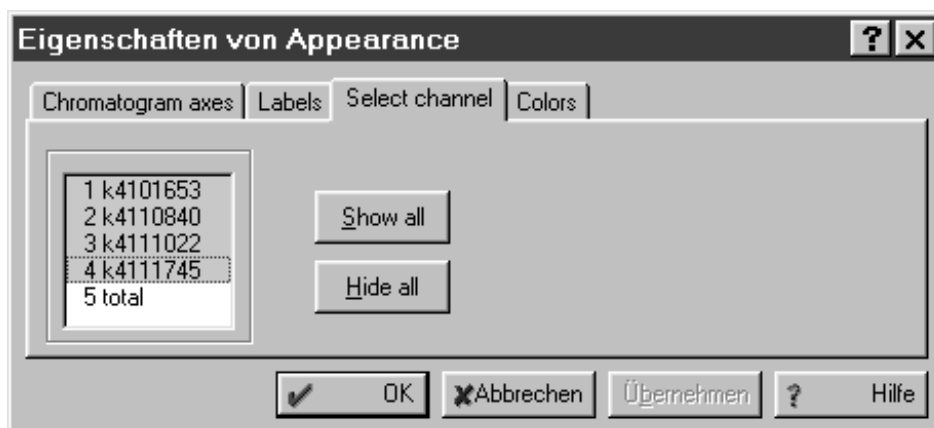 Eigenschaften von Appearance
? ×
Chromatogram axes Labels Select channel Colors
1 k4101653
2 k4110840
3 k4111022
4 k4111745
5 total
Show all
Hide all
OK Abbrechen Übernehmen ? Hilfe